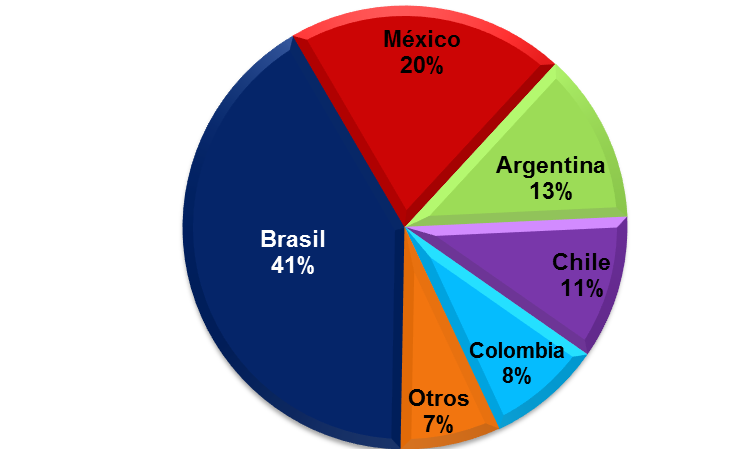 México
20%
Argentina
13%
Brasil
41%
Chile
11%
Colombia
8%
Otros
7%